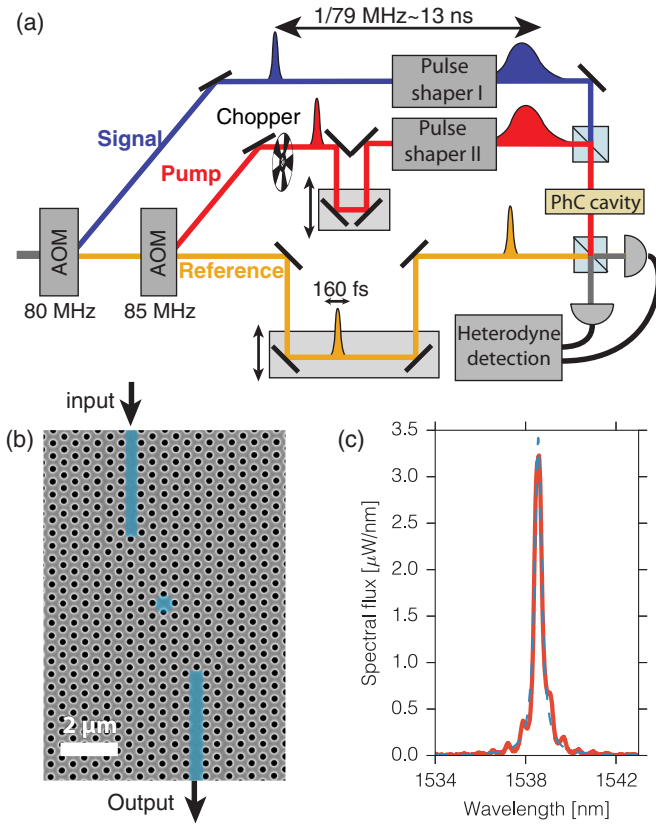 (a)
1/79 MHz~13 ns
Pulse
shaper I
Chopper
Signal
Pump
Pulse
shaper II
PhC cavity
AOM
AOM
Reference
80 MHz
85 MHz
160 fs
Heterodyne
detection
input
(b)
2 μm
Output
(c)
3.5
3.0
2.5
2.0
1.5
1.0
0.5
0.0
Spectral flux [μW/nm]
1534
1538
1542
Wavelength [nm]